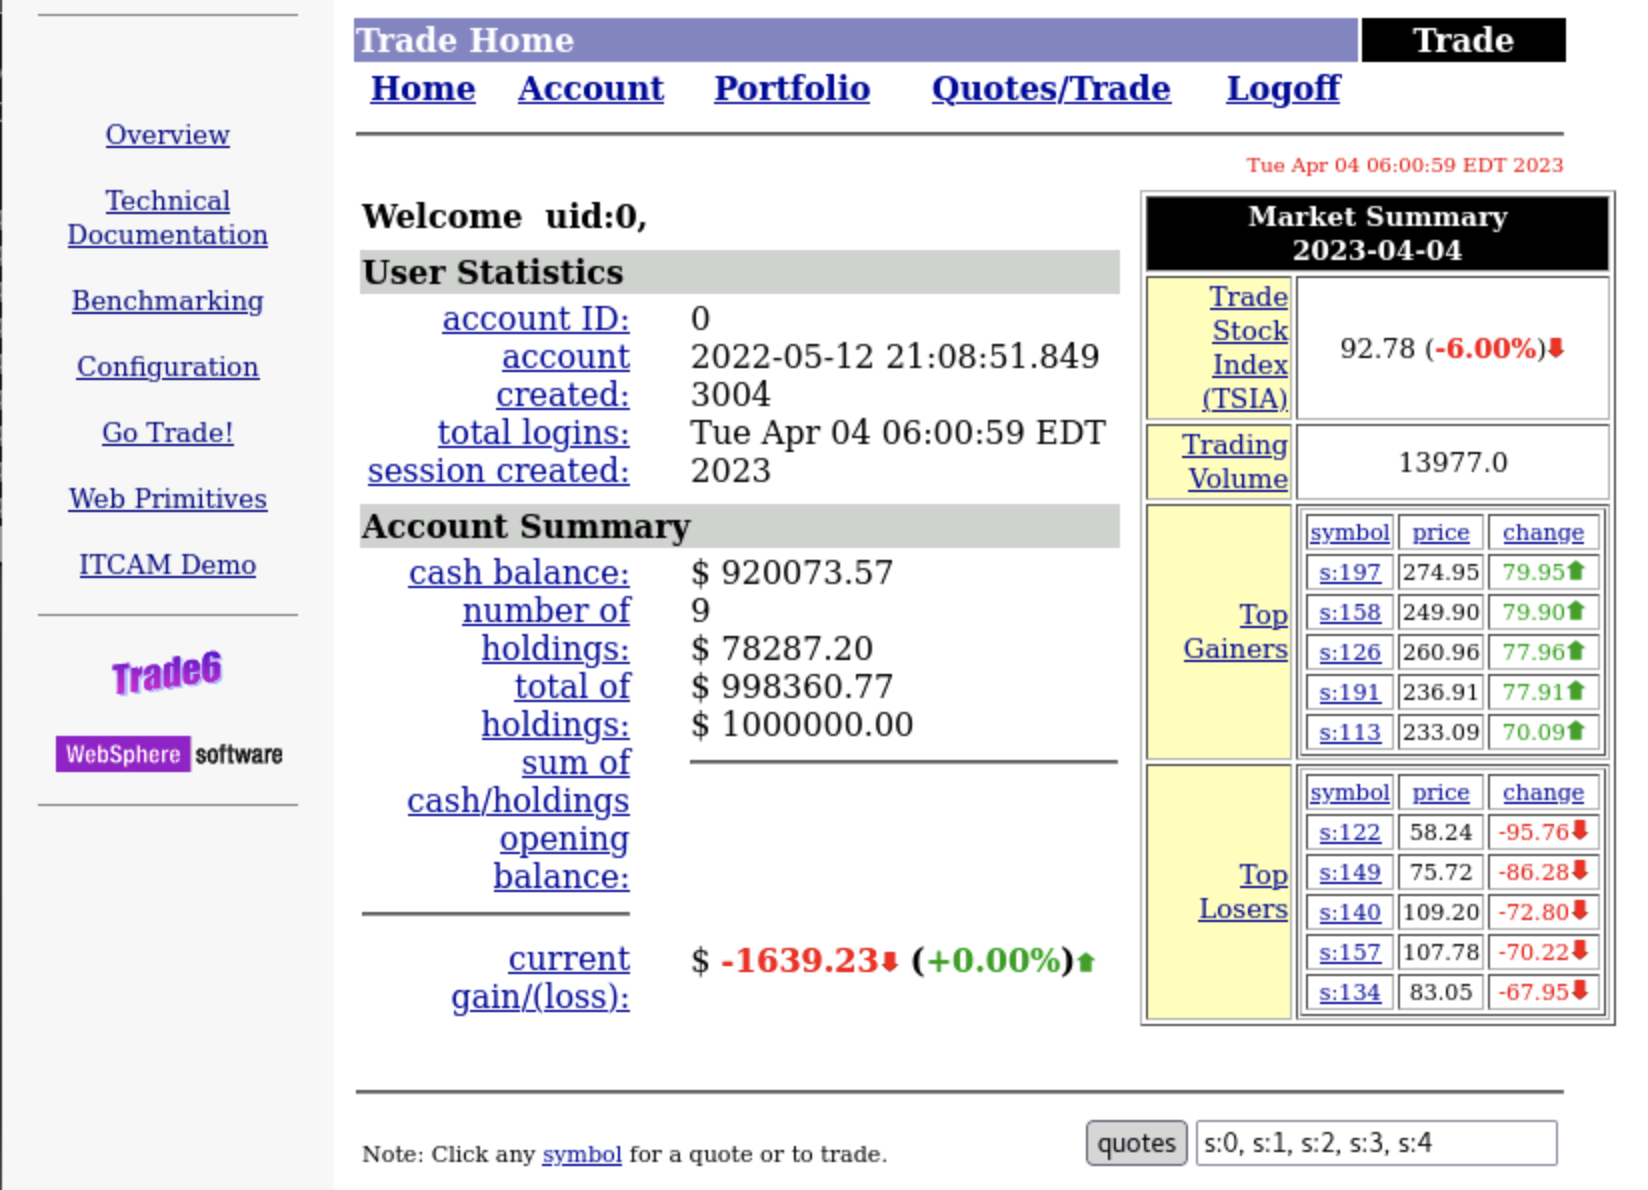 Trade Home Trade
Home Account Portfolio Quotes/Trade Logoff
Overview
Technical
Documentation
Benchmarking
Configuration
Go Trade!
Web Primitives
ITCAM Demo
Trade6
WebSphere software
Tue Apr 04 06:00:59 EDT 2023
Welcome uid:0,
User Statistics
account ID: 0
account 2022-05-12 21:08:51.849
created: 3004
total logins: Tue Apr 04 06:00:59 EDT
session created: 2023
Account Summary
cash balance: $ 920073.57
number of 9
holdings: $ 78287.20
total of $ 998360.77
holdings: $ 1000000.00
sum of
cash/holdings
opening
balance:
current $ -1639.23 (+0.00%)
gain/(loss):
Market Summary
2023-04-04
Trade
Stock
Index
(TSIA)
92.78 (-6.00%)
Trading
Volume
13977.0
Top
Gainers
symbol price change
s:197 274.95 79.95
s:158 249.90 79.90
s:126 260.96 77.96
s:191 236.91 77.91
s:113 233.09 70.09
Top
Losers
symbol price change
s:122 58.24 -95.76
s:149 75.72 -86.28
s:140 109.20 -72.80
s:157 107.78 -70.22
s:134 83.05 -67.95
Note: Click any symbol for a quote or to trade.
quotes s:0, s:1, s:2, s:3, s:4